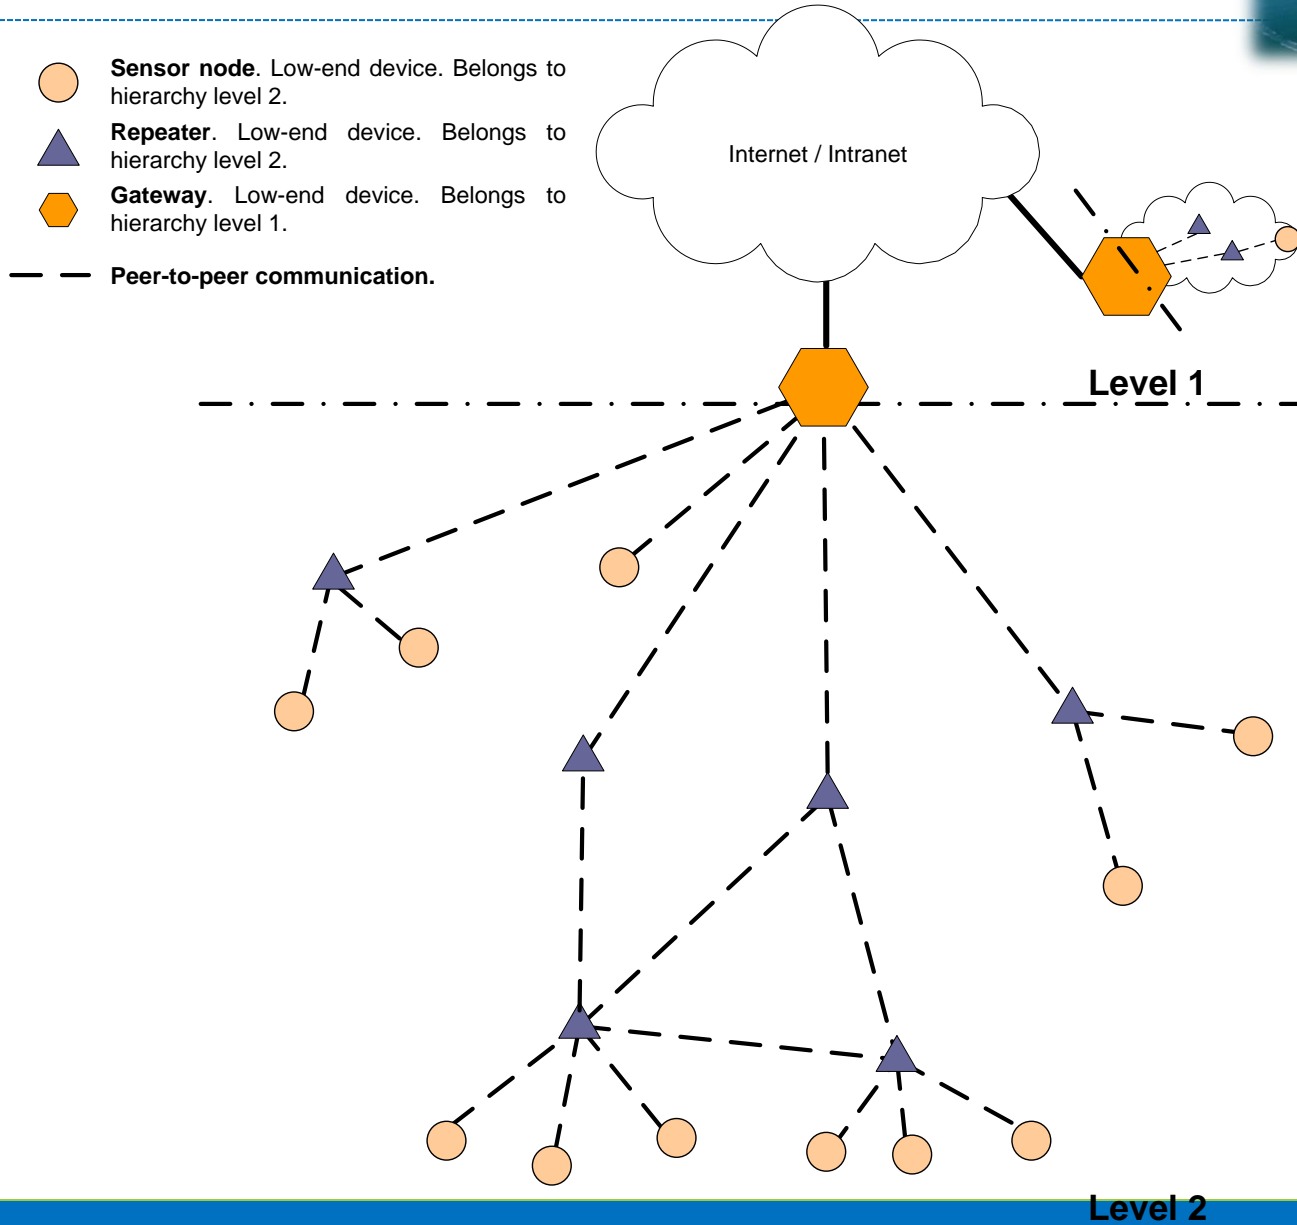 Sensor node. Low-end device. Belongs to
hierarchy level 2.
Repeater. Low-end device. Belongs to
hierarchy level 2.
Gateway. Low-end device. Belongs to
hierarchy level 1.
Peer-to-peer communication.
Internet / Intranet
Level 1
Level 2